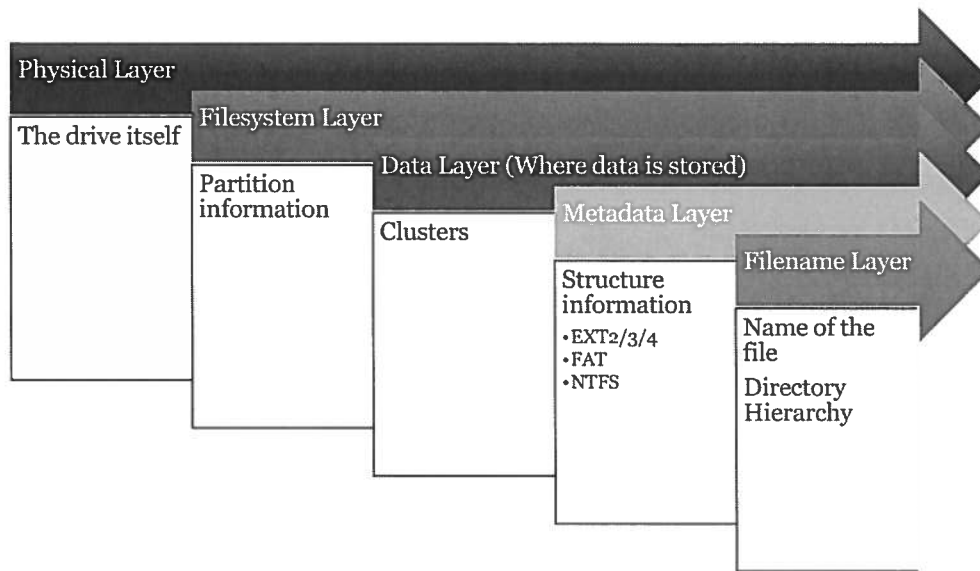 Physical Layer
The drive itself
Filesystem Layer
Partition
information
Data Layer (Where data is stored)
Clusters
Metadata Layer
Structure
information
•EXT2/3/4
•FAT
•NTFS
Filename Layer
Name of the
file
Directory
Hierarchy